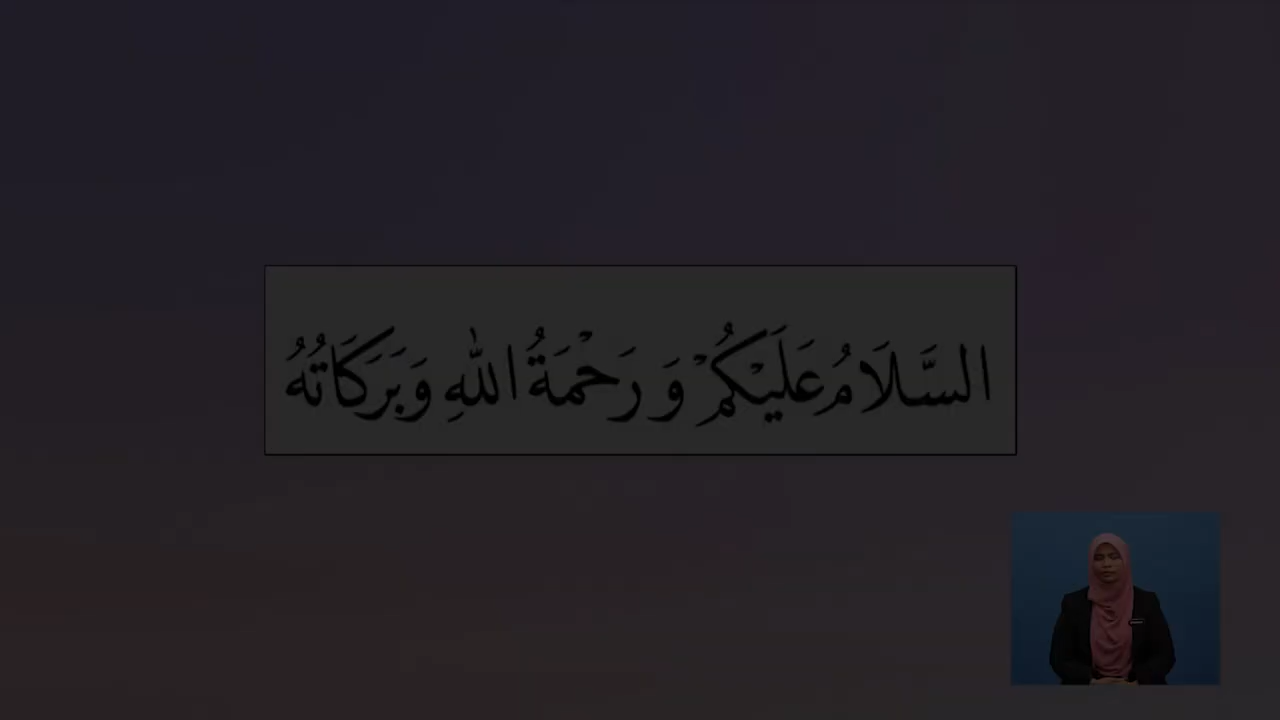 السَّلَامُ عَلَيْكُمْ وَ رَحْمَةُ اللهِ وَبَرَكَاتُهُ